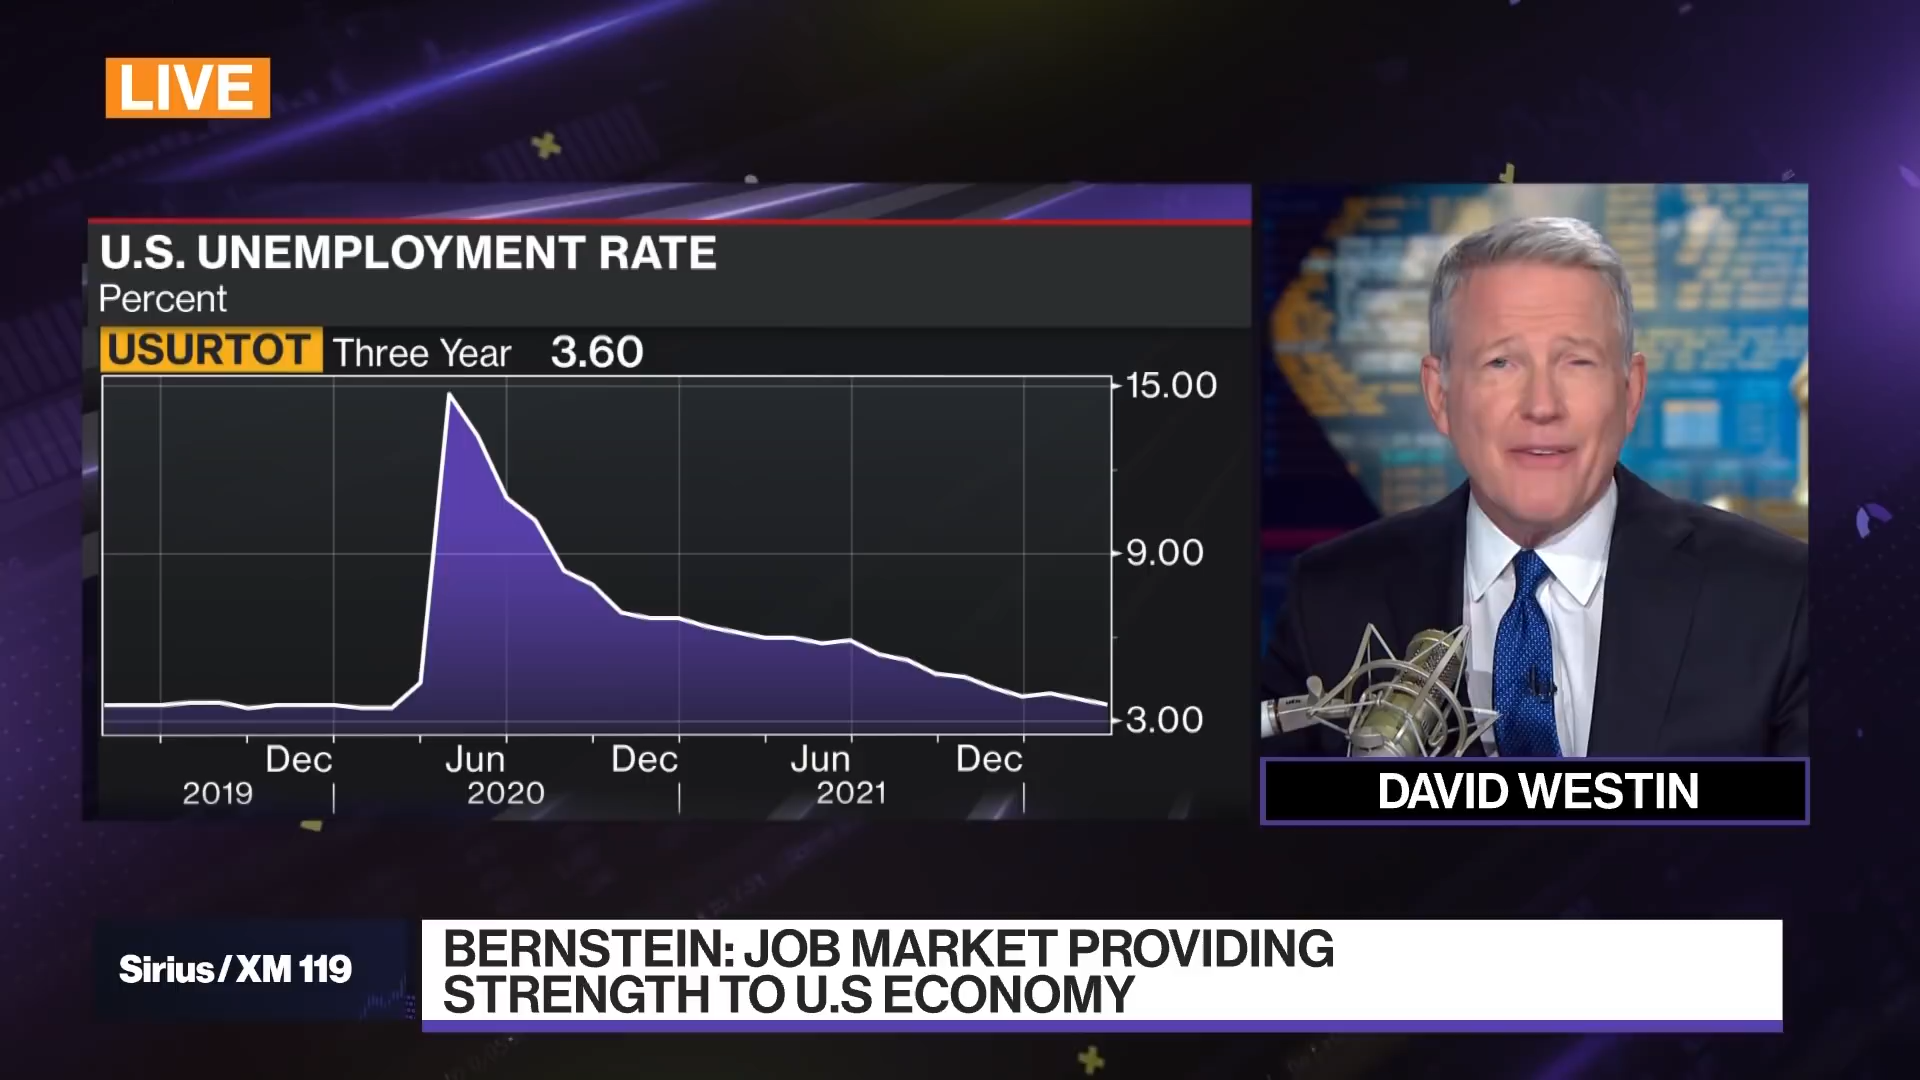 LIVE
U.S. UNEMPLOYMENT RATE
Percent
USURTOT Three Year 3.60
15.00
9.00
3.00
Dec Jun Dec Jun Dec
2019 2020 2021
DAVID WESTIN
Sirius/XM 119
BERNSTEIN: JOB MARKET PROVIDING
STRENGTH TO U.S ECONOMY